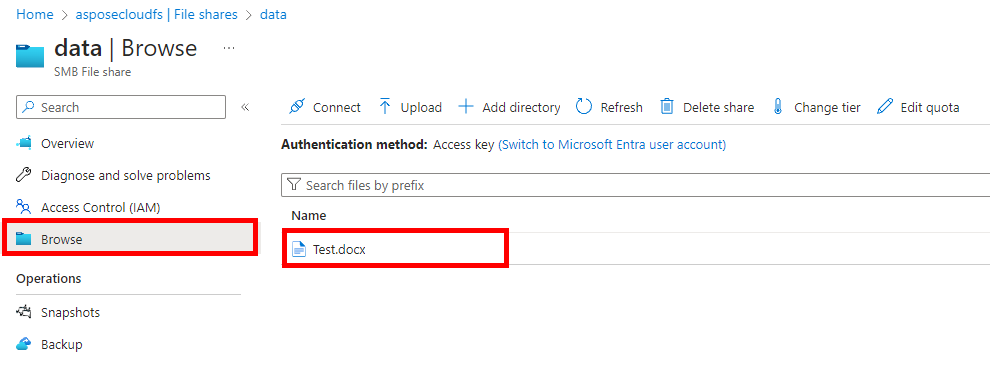 Home > asposecloudfs | File shares > data
data | Browse ...
SMB File share
Search
«
Connect Upload Add directory Refresh Delete share Change tier Edit quota
Overview
Diagnose and solve problems
Access Control (IAM)
Browse
Operations
Snapshots
Backup
Authentication method: Access key (Switch to Microsoft Entra user account)
Search files by prefix
Name
Test.docx